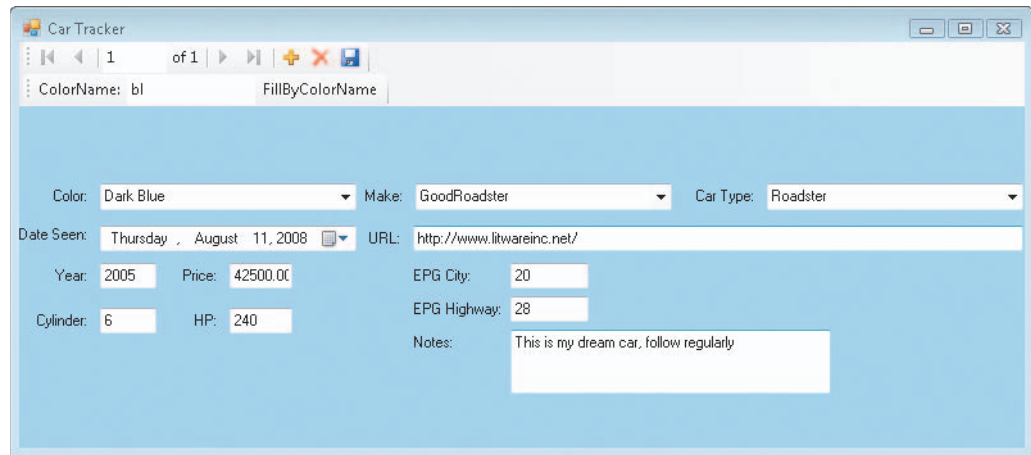 Car Tracker
1 of 1
ColorName: bl FillByColorName
Color: Dark Blue Make: GoodRoadster Car Type: Roadster
Date Seen: Thursday , August 11, 2008 URL: http://www.litwareinc.net/
Year: 2005 Price: 42500.00 EPG City: 20
Cylinder: 6 HP: 240 EPG Highway: 28
Notes: This is my dream car, follow regularly